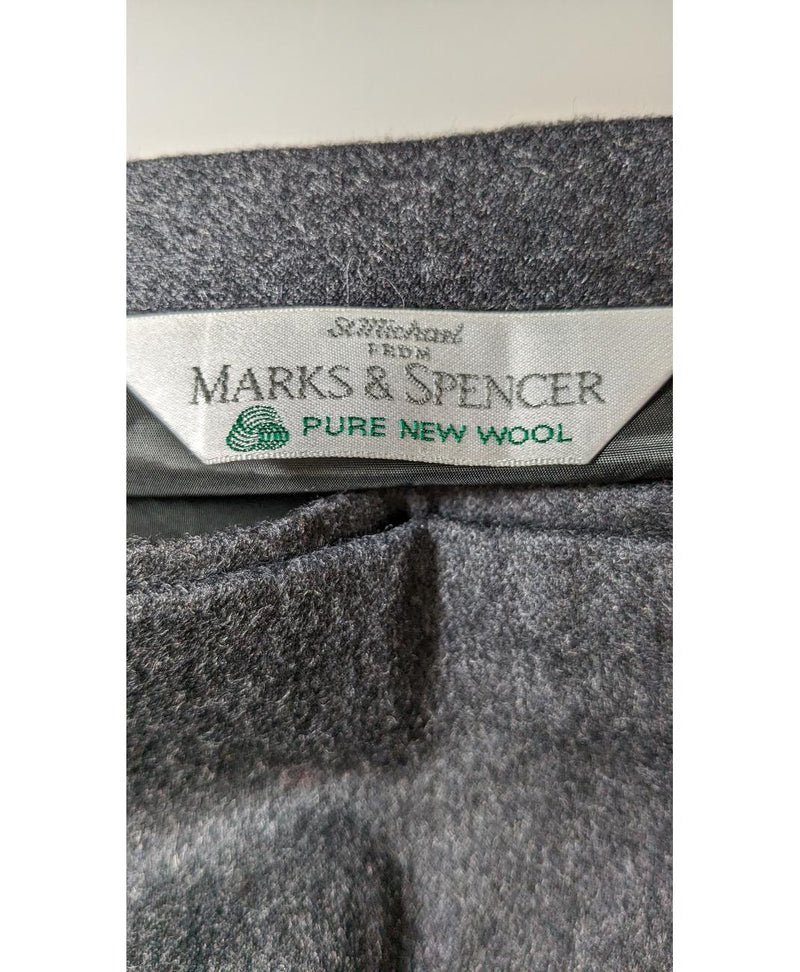 St Michael
FROM
MARKS & SPENCER
PURE NEW WOOL